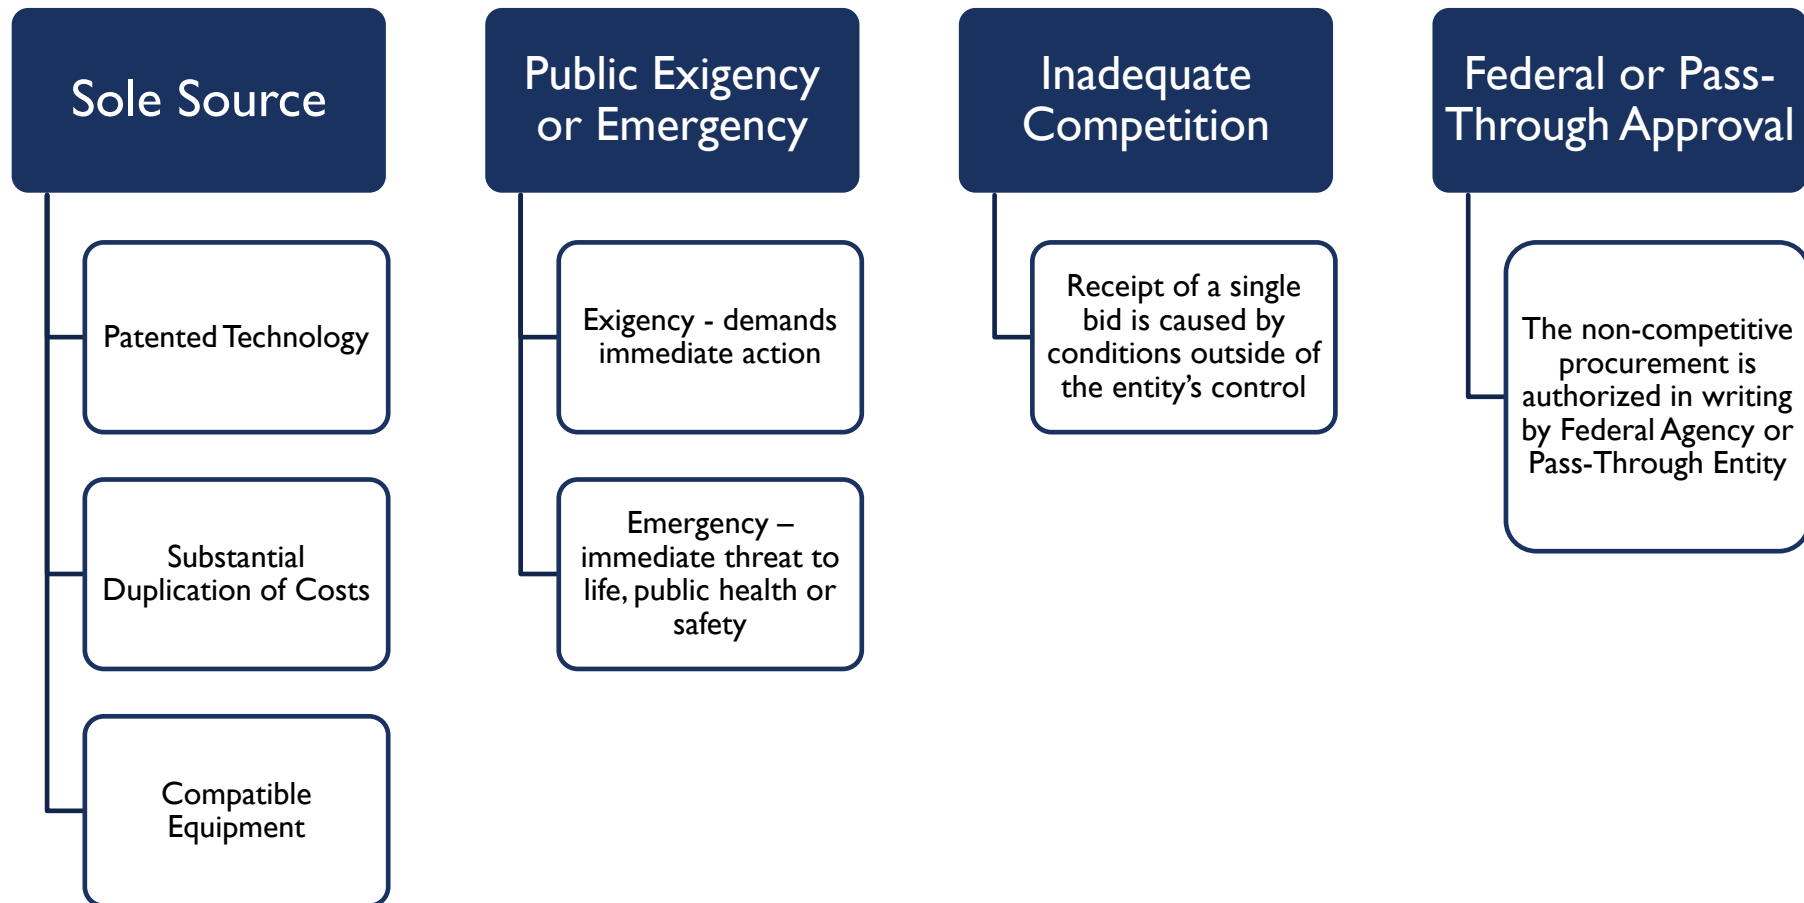 Sole Source
Patented Technology
Substantial
Duplication of Costs
Compatible
Equipment
Public Exigency
or Emergency
Exigency - demands
immediate action
Emergency –
immediate threat to
life, public health or
safety
Inadequate
Competition
Receipt of a single
bid is caused by
conditions outside of
the entity’s control
Federal or Pass-
Through Approval
The non-competitive
procurement is
authorized in writing
by Federal Agency or
Pass-Through Entity